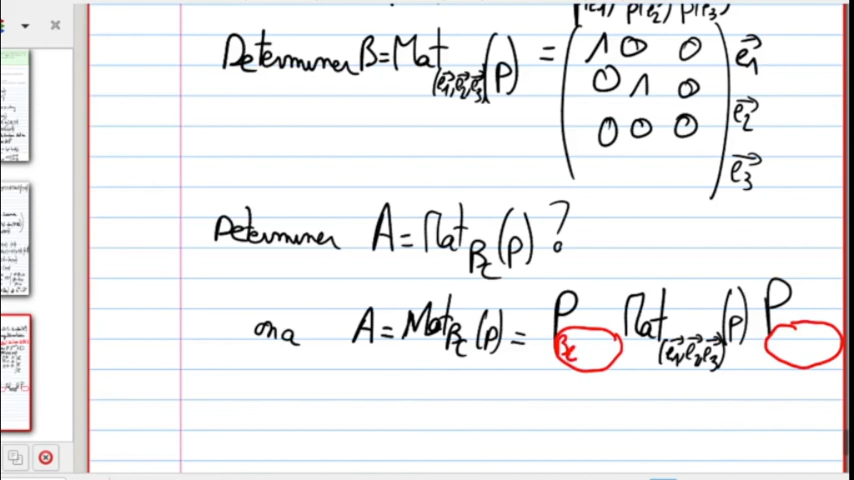 p(e₂) p(e₃)
Determiner B=Mat(e₁⃗,e₂⃗,e₃⃗)(p) = ( 1 0 0 e₁⃗
0 1 0 e₂⃗
0 0 0 ) e₃⃗
Determiner A = Mat_Bc (p) ?
on a A = Mat_Bc (p) = P_Bc Mat(e₁⃗,e₂⃗,e₃⃗)(p) P